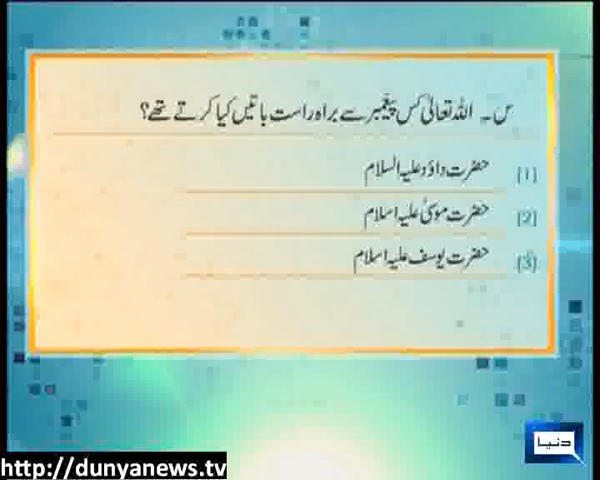 س۔ اللہ تعالیٰ کس پیغمبر سے براہ راست باتیں کیا کرتے تھے؟
[1] حضرت داؤد علیہ السلام
[2] حضرت موسیٰ علیہ اسلام
[3] حضرت یوسف علیہ اسلام
دنیا
http://dunyanews.tv